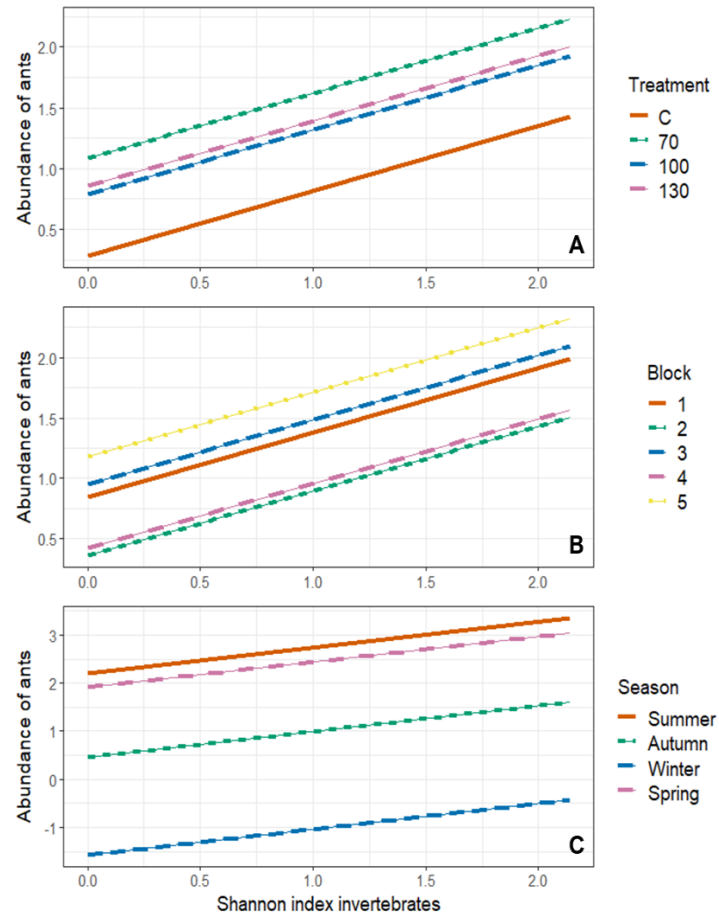 Abundance of ants
2.0
1.5
1.0
0.5
0.0 0.5 1.0 1.5 2.0
A
Treatment
C
70
100
130
Abundance of ants
2.0
1.5
1.0
0.5
0.0 0.5 1.0 1.5 2.0
B
Block
1
2
3
4
5
Abundance of ants
3
2
1
0
-1
0.0 0.5 1.0 1.5 2.0
C
Season
Summer
Autumn
Winter
Spring
Shannon index invertebrates